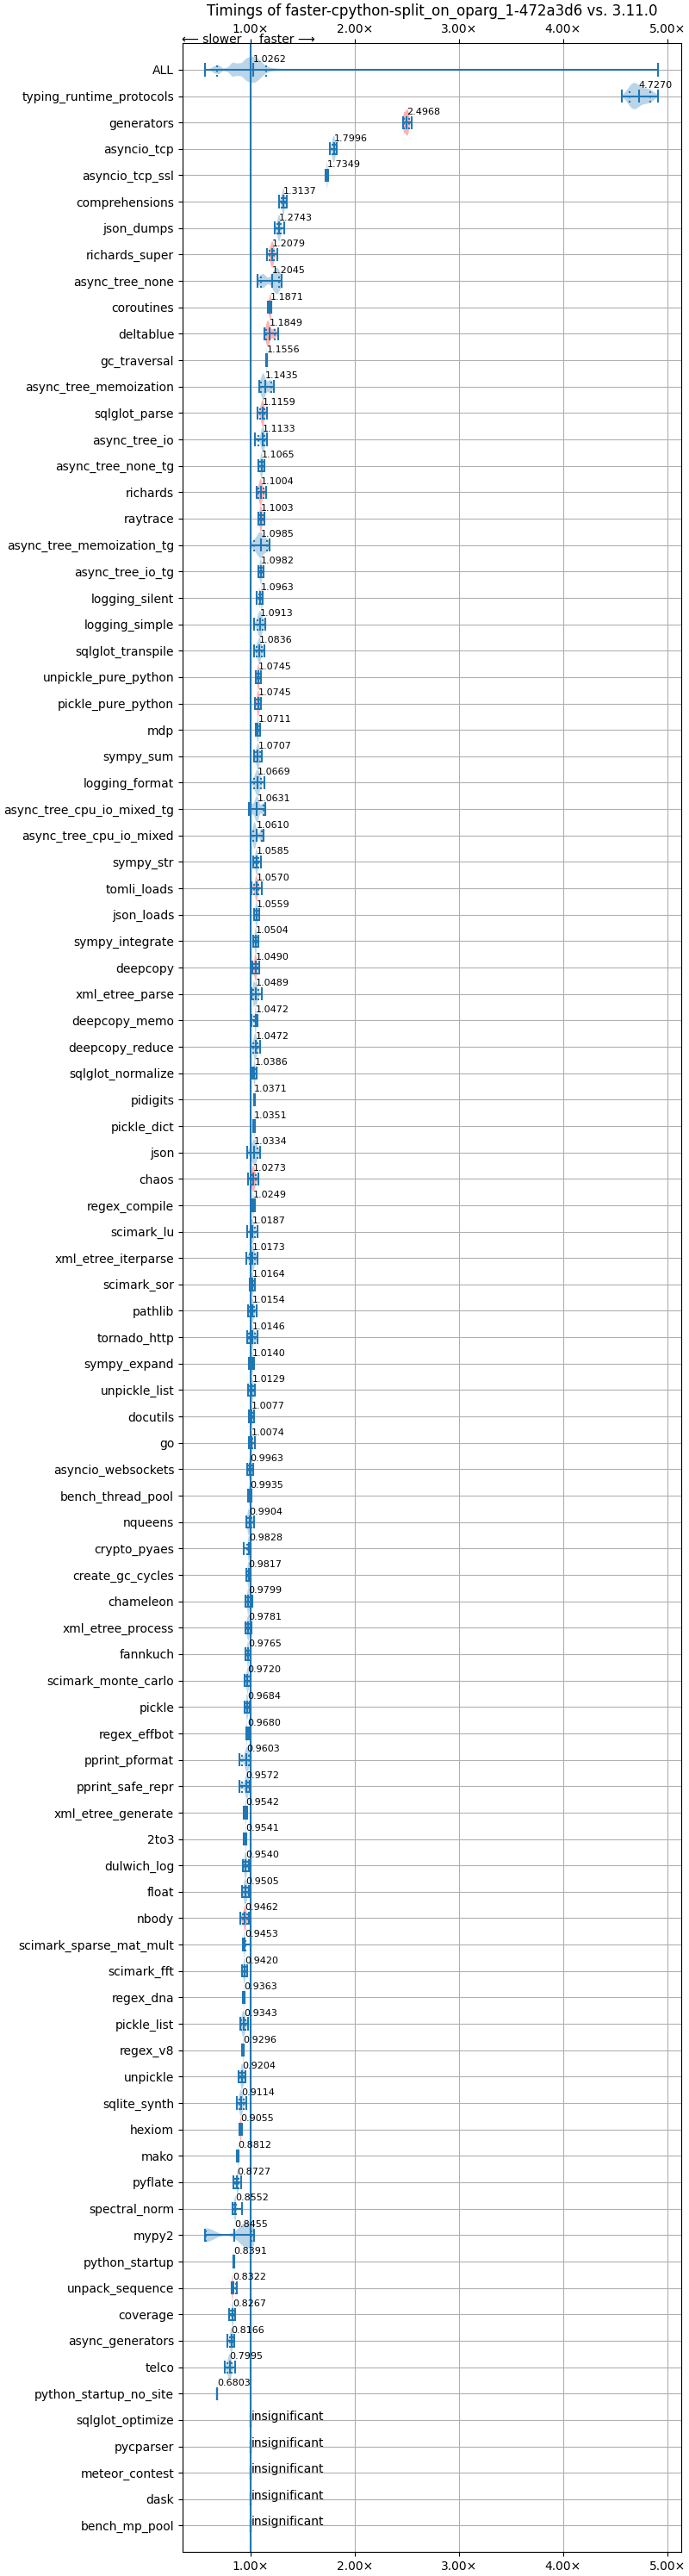 Timings of faster-cpython-split_on_oparg_1-472a3d6 vs. 3.11.0
⟵ slower faster ⟶
1.00× 2.00× 3.00× 4.00× 5.00×
ALL 1.0262
typing_runtime_protocols 4.7270
generators 2.4968
asyncio_tcp 1.7996
asyncio_tcp_ssl 1.7349
comprehensions 1.3137
json_dumps 1.2743
richards_super 1.2079
async_tree_none 1.2045
coroutines 1.1871
deltablue 1.1849
gc_traversal 1.1556
async_tree_memoization 1.1435
sqlglot_parse 1.1159
async_tree_io 1.1133
async_tree_none_tg 1.1065
richards 1.1004
raytrace 1.1003
async_tree_memoization_tg 1.0985
async_tree_io_tg 1.0982
logging_silent 1.0963
logging_simple 1.0913
sqlglot_transpile 1.0836
unpickle_pure_python 1.0745
pickle_pure_python 1.0745
mdp 1.0711
sympy_sum 1.0707
logging_format 1.0669
async_tree_cpu_io_mixed_tg 1.0631
async_tree_cpu_io_mixed 1.0610
sympy_str 1.0585
tomli_loads 1.0570
json_loads 1.0559
sympy_integrate 1.0504
deepcopy 1.0490
xml_etree_parse 1.0489
deepcopy_memo 1.0472
deepcopy_reduce 1.0472
sqlglot_normalize 1.0386
pidigits 1.0371
pickle_dict 1.0351
json 1.0334
chaos 1.0273
regex_compile 1.0249
scimark_lu 1.0187
xml_etree_iterparse 1.0173
scimark_sor 1.0164
pathlib 1.0154
tornado_http 1.0146
sympy_expand 1.0140
unpickle_list 1.0129
docutils 1.0077
go 1.0074
asyncio_websockets 0.9963
bench_thread_pool 0.9935
nqueens 0.9904
crypto_pyaes 0.9828
create_gc_cycles 0.9817
chameleon 0.9799
xml_etree_process 0.9781
fannkuch 0.9765
scimark_monte_carlo 0.9720
pickle 0.9684
regex_effbot 0.9680
pprint_pformat 0.9603
pprint_safe_repr 0.9572
xml_etree_generate 0.9542
2to3 0.9541
dulwich_log 0.9540
float 0.9505
nbody 0.9462
scimark_sparse_mat_mult 0.9453
scimark_fft 0.9420
regex_dna 0.9363
pickle_list 0.9343
regex_v8 0.9296
unpickle 0.9204
sqlite_synth 0.9114
hexiom 0.9055
mako 0.8812
pyflate 0.8727
spectral_norm 0.8552
mypy2 0.8455
python_startup 0.8391
unpack_sequence 0.8322
coverage 0.8267
async_generators 0.8166
telco 0.7995
python_startup_no_site 0.6803
sqlglot_optimize insignificant
pycparser insignificant
meteor_contest insignificant
dask insignificant
bench_mp_pool insignificant
1.00× 2.00× 3.00× 4.00× 5.00×